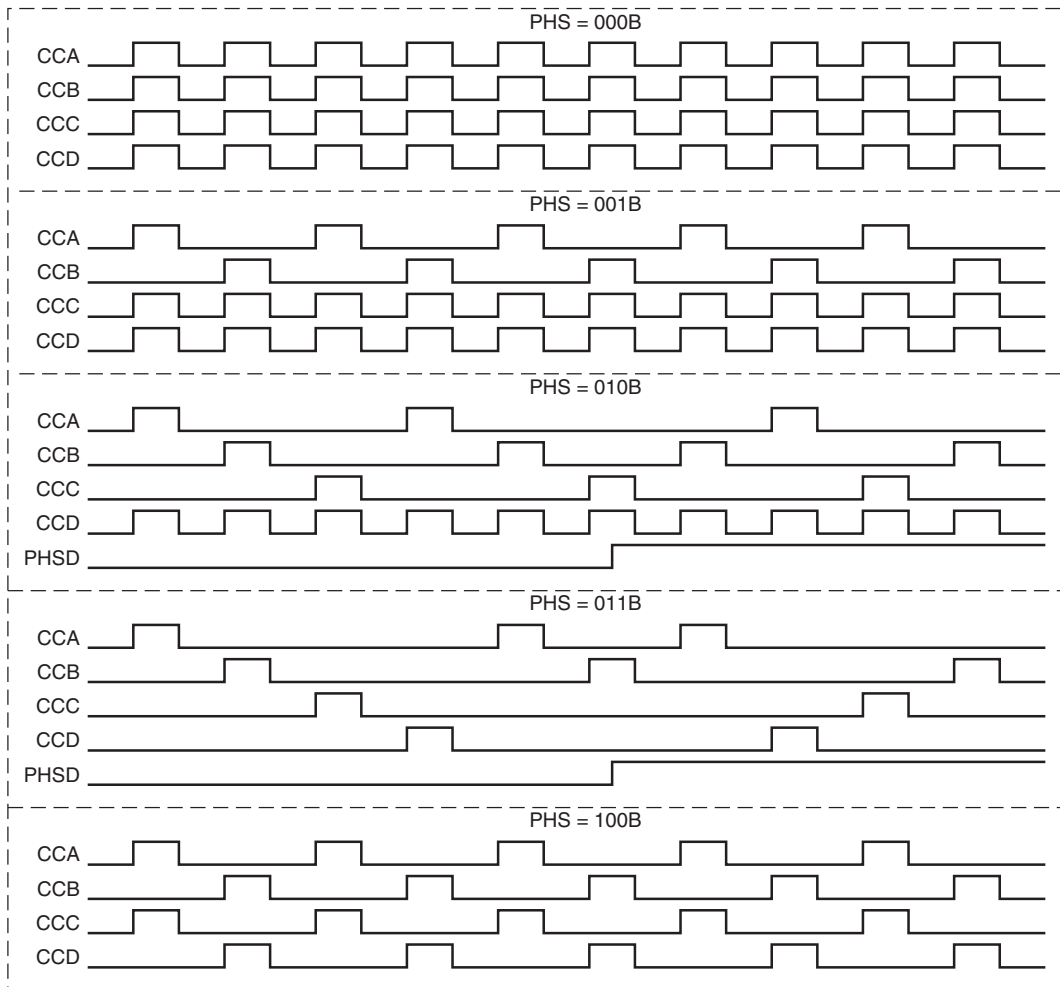 PHS = 000B
CCA
CCB
CCC
CCD
PHS = 001B
CCA
CCB
CCC
CCD
PHS = 010B
CCA
CCB
CCC
CCD
PHSD
PHS = 011B
CCA
CCB
CCC
CCD
PHSD
PHS = 100B
CCA
CCB
CCC
CCD